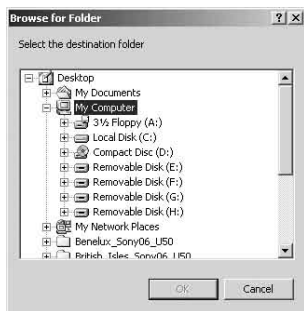 Browse for Folder
Select the destination folder
Desktop
My Documents
My Computer
3½ Floppy (A:)
Local Disk (C:)
Compact Disc (D:)
Removable Disk (E:)
Removable Disk (F:)
Removable Disk (G:)
Removable Disk (H:)
My Network Places
Benelux_Sony06_U50
British_Isles_Sony06_U50
OK
Cancel